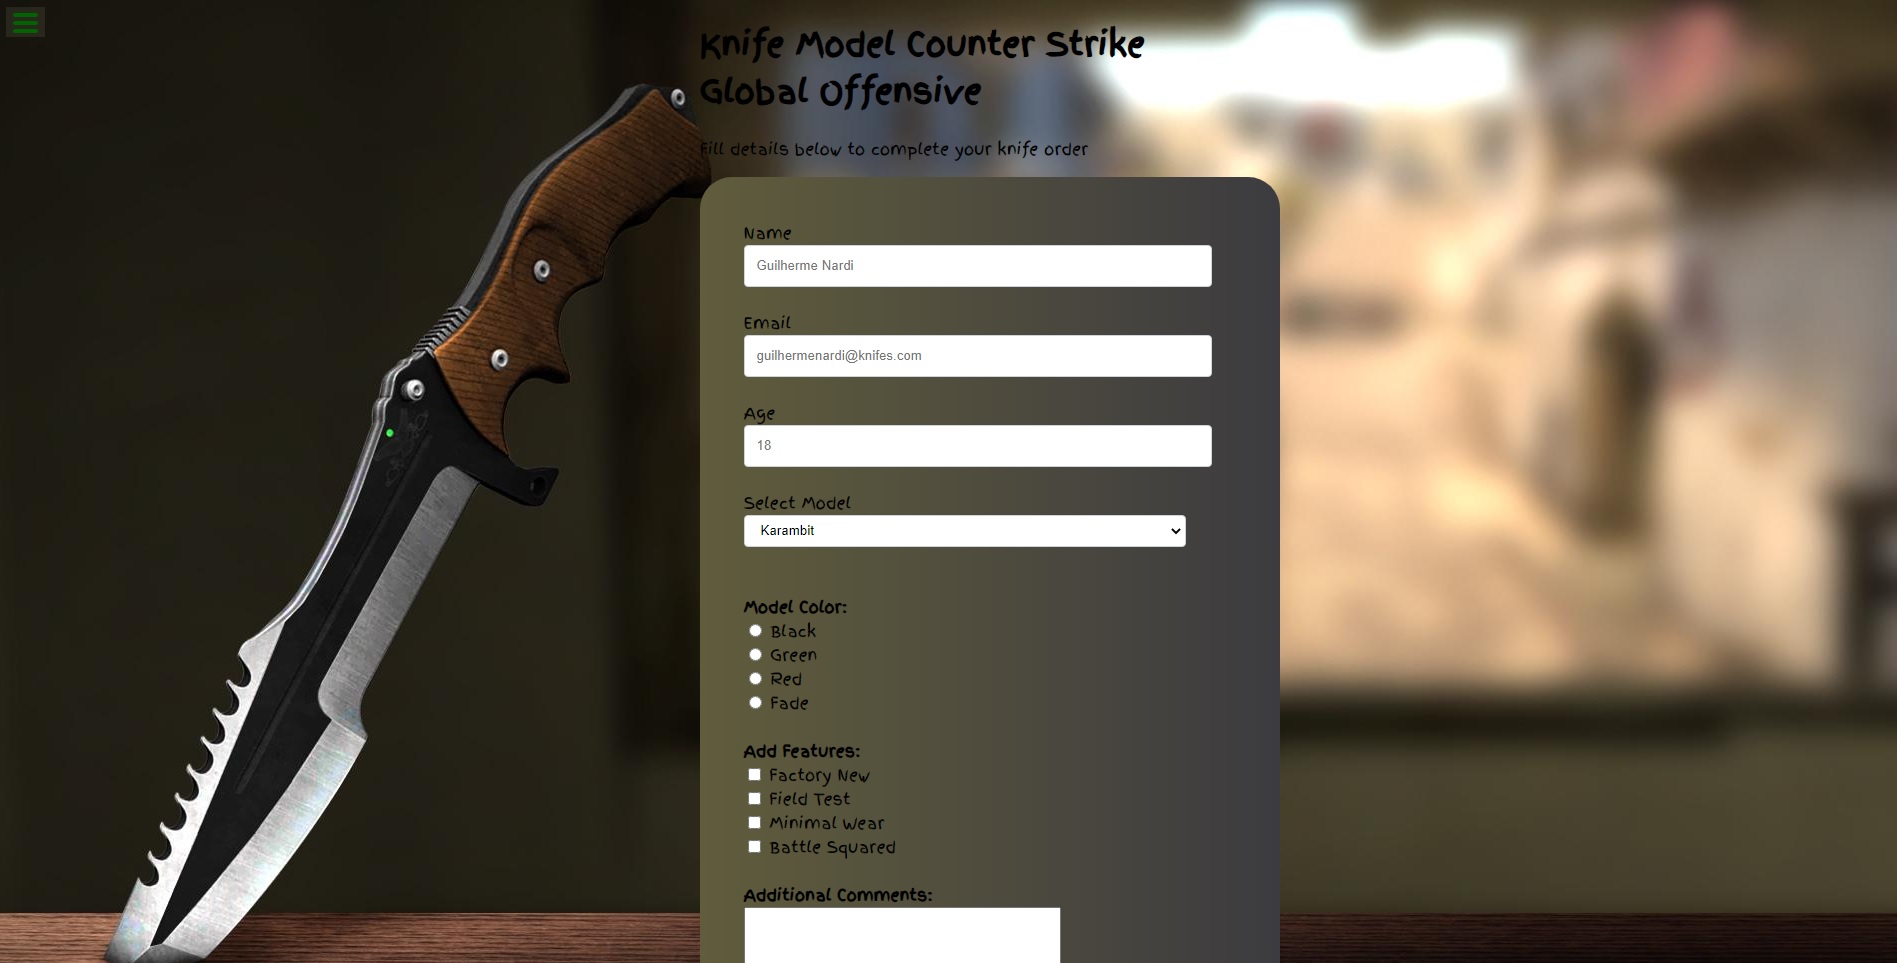 Knife Model Counter Strike
Global Offensive
Fill details below to complete your knife order
Name
Guilherme Nardi
Email
guilhermenardi@knifes.com
Age
18
Select Model
Karambit
Model Color:
Black
Green
Red
Fade
Add Features:
Factory New
Field Test
Minimal Wear
Battle Squared
Additional Comments: